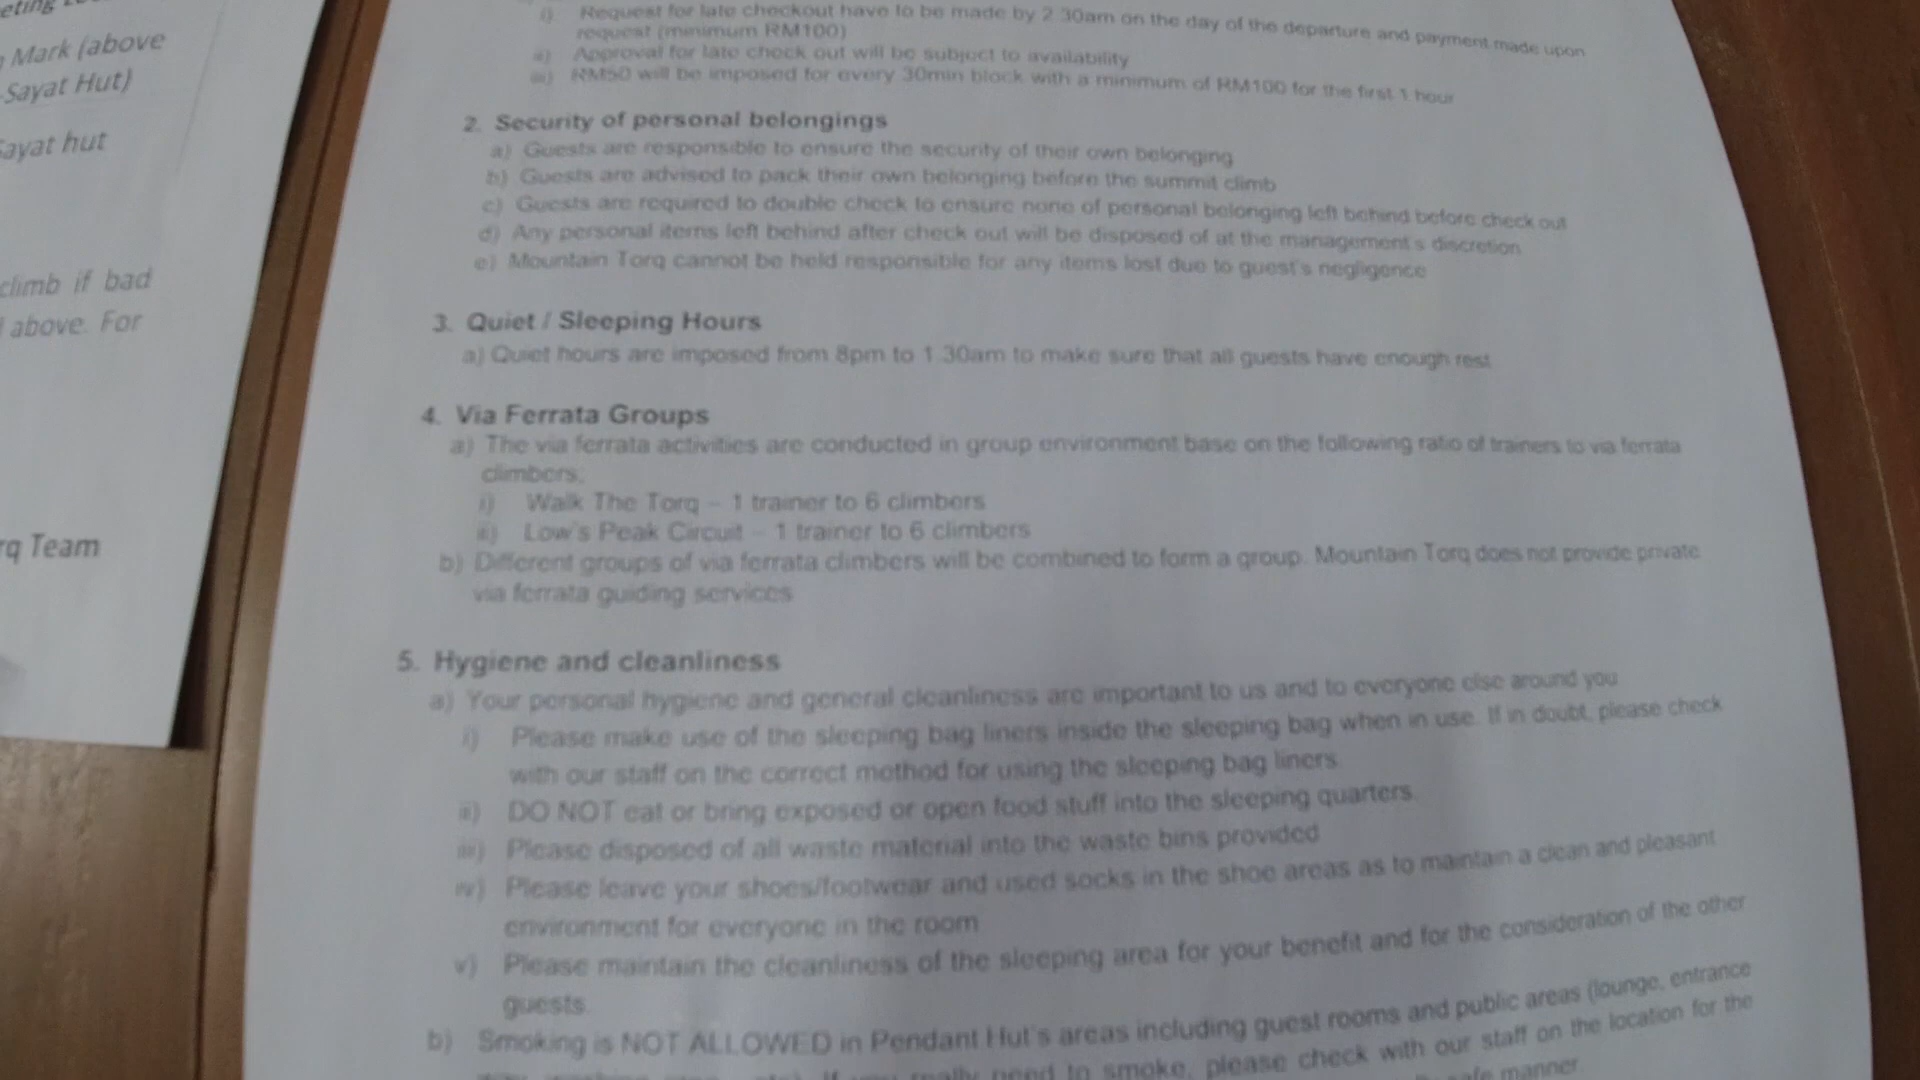 eting
Mark (above
Sayat Hut)
Sayat hut
climb if bad
above. For
rq Team
i) Request for late checkout have to be made by 2.30am on the day of the departure and payment made upon
request (minimum RM100)
ii) Approval for late check out will be subject to availability
iii) RM50 will be imposed for every 30min block with a minimum of RM100 for the first 1 hour
2. Security of personal belongings
a) Guests are responsible to ensure the security of their own belonging
b) Guests are advised to pack their own belonging before the summit climb
c) Guests are required to double check to ensure none of personal belonging left behind before check out
d) Any personal items left behind after check out will be disposed of at the management's discretion
e) Mountain Torq cannot be held responsible for any items lost due to guest's negligence
3. Quiet / Sleeping Hours
a) Quiet hours are imposed from 8pm to 1.30am to make sure that all guests have enough rest
4. Via Ferrata Groups
a) The via ferrata activities are conducted in group environment base on the following ratio of trainers to via ferrata
climbers;
i) Walk The Torq – 1 trainer to 6 climbers
ii) Low's Peak Circuit – 1 trainer to 6 climbers
b) Different groups of via ferrata climbers will be combined to form a group. Mountain Torq does not provide private
via ferrata guiding services
5. Hygiene and cleanliness
a) Your personal hygiene and general cleanliness are important to us and to everyone else around you
i) Please make use of the sleeping bag liners inside the sleeping bag when in use. If in doubt, please check
with our staff on the correct method for using the sleeping bag liners
ii) DO NOT eat or bring exposed or open food stuff into the sleeping quarters.
iii) Please disposed of all waste material into the waste bins provided
iv) Please leave your shoes/footwear and used socks in the shoe areas as to maintain a clean and pleasant
environment for everyone in the room
v) Please maintain the cleanliness of the sleeping area for your benefit and for the consideration of the other
guests.
b) Smoking is NOT ALLOWED in Pendant Hut's areas including guest rooms and public areas (lounge, entrance
If you really need to smoke, please check with our staff on the location for the
safe manner.